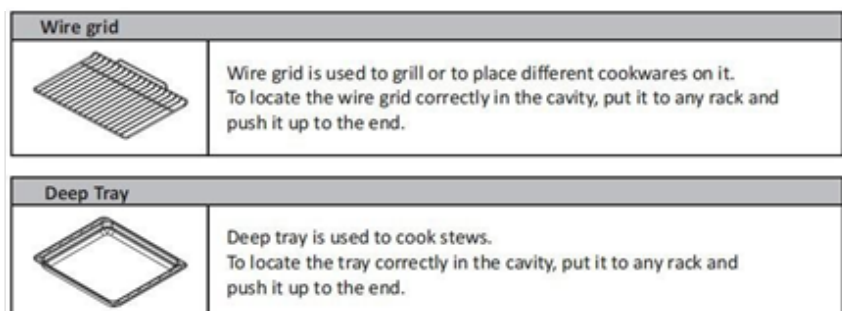 Wire grid
Wire grid is used to grill or to place different cookwares on it.
To locate the wire grid correctly in the cavity, put it to any rack and
push it up to the end.
Deep Tray
Deep tray is used to cook stews.
To locate the tray correctly in the cavity, put it to any rack and
push it up to the end.